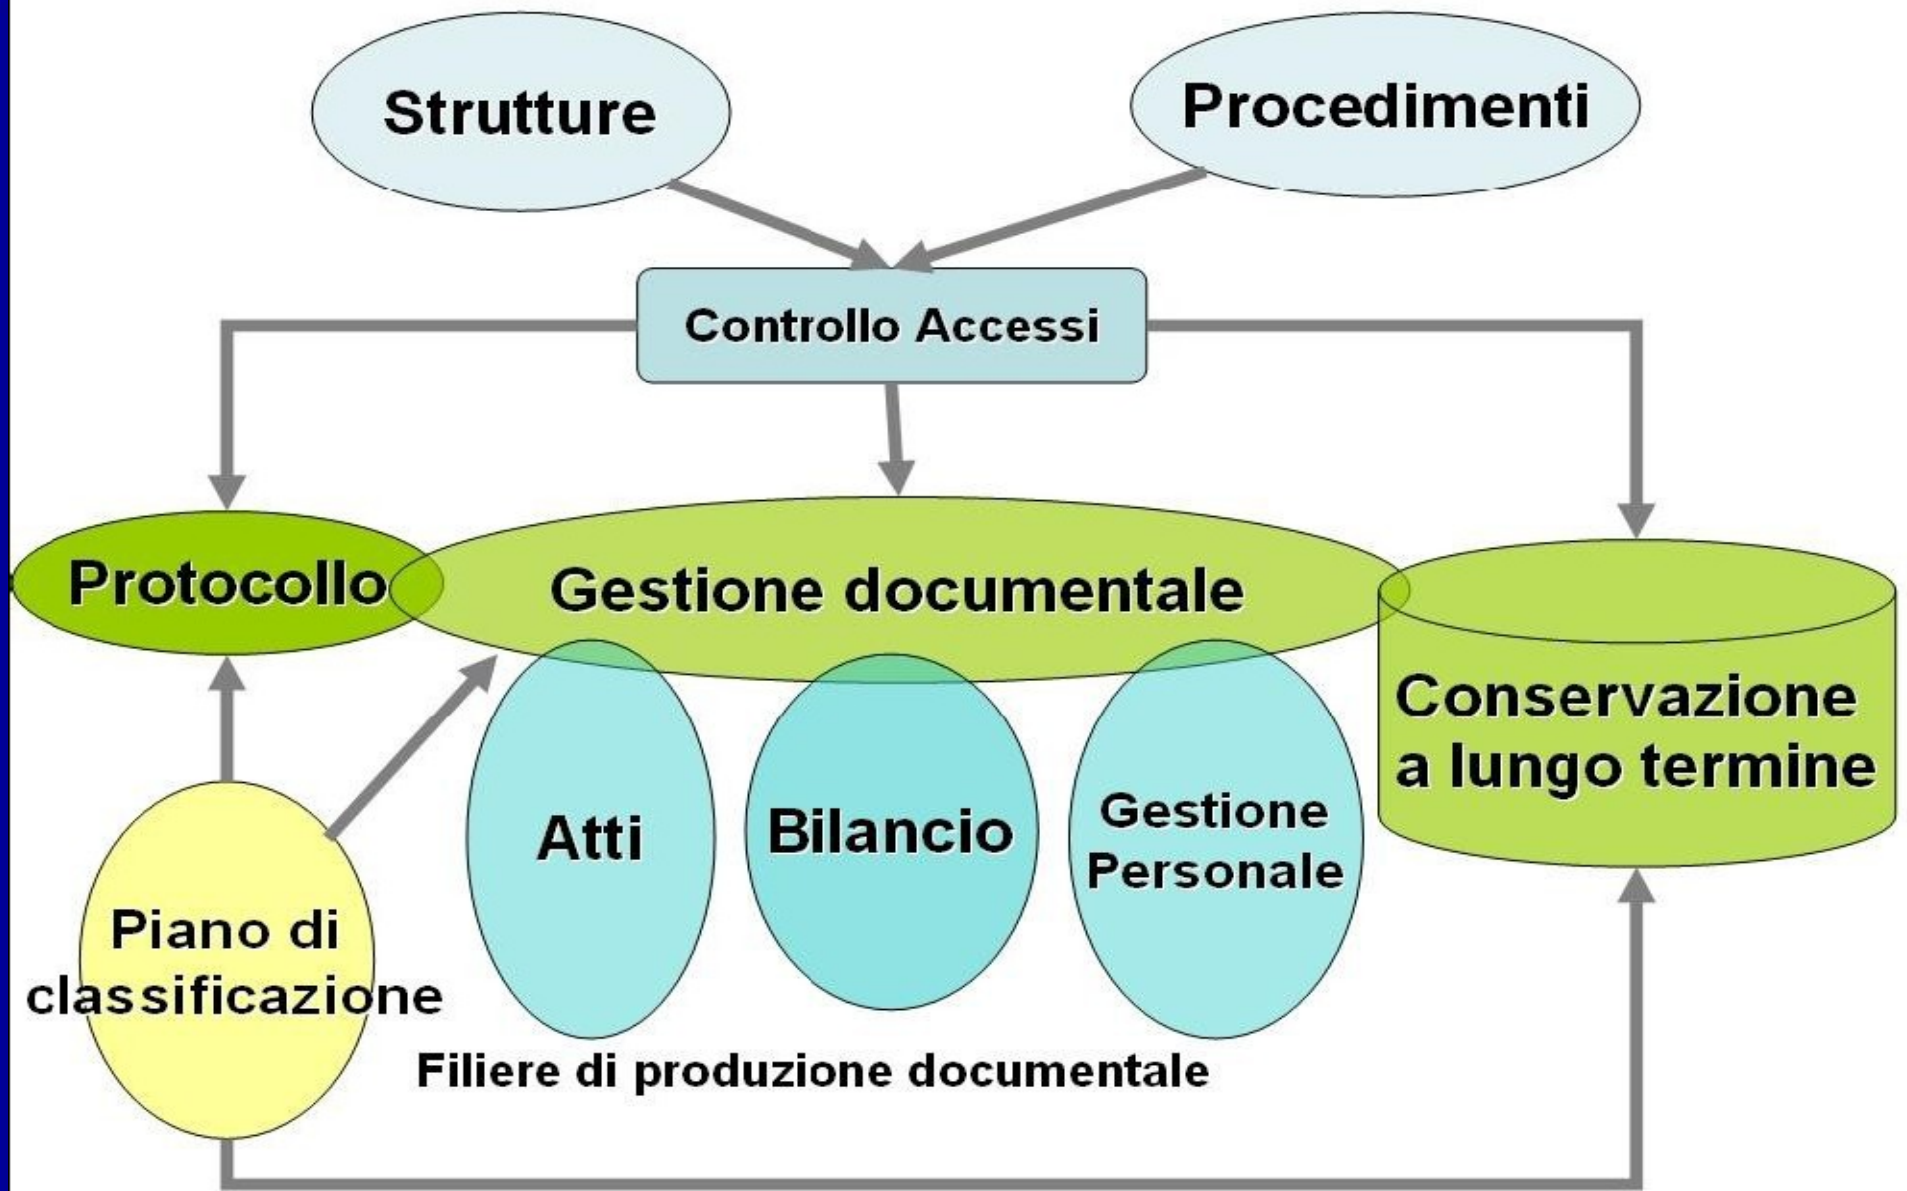 Strutture
Procedimenti
Controllo Accessi
Protocollo
Gestione documentale
Conservazione
a lungo termine
Atti
Bilancio
Gestione
Personale
Piano di
classificazione
Filiere di produzione documentale